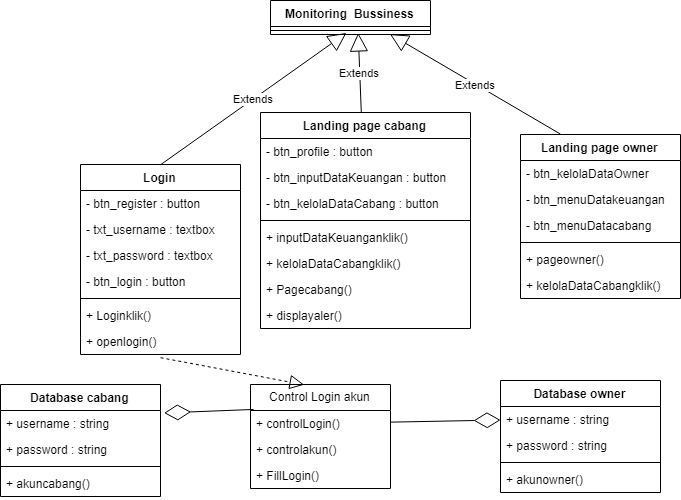 Monitoring  Bussiness
Extends
Extends
Extends
Landing page cabang
- btn_profile : button
- btn_inputDataKeuangan : button
- btn_kelolaDataCabang : button
+ inputDataKeuanganklik()
+ kelolaDataCabangklik()
+ Pagecabang()
+ displayaler()
Landing page owner
- btn_kelolaDataOwner
- btn_menuDatakeuangan
- btn_menuDatacabang
+ pageowner()
+ kelolaDataCabangklik()
Login
- btn_register : button
- txt_username : textbox
- txt_password : textbox
- btn_login : button
+ Loginklik()
+ openlogin()
Database cabang
+ username : string
+ password : string
+ akuncabang()
Control Login akun
+ controlLogin()
+ controlakun()
+ FillLogin()
Database owner
+ username : string
+ password : string
+ akunowner()